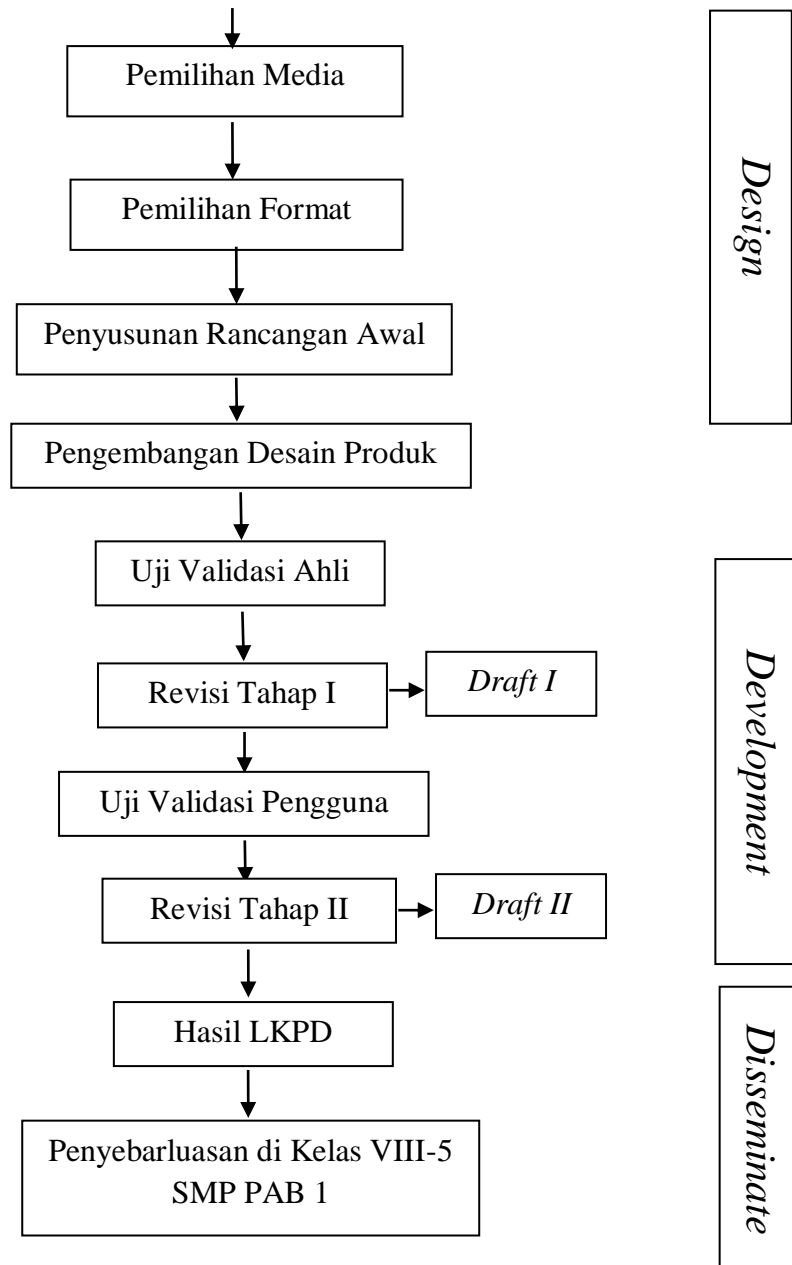 Pemilihan Media
Pemilihan Format
Penyusunan Rancangan Awal
Pengembangan Desain Produk
Design
Uji Validasi Ahli
Revisi Tahap I
Draft I
Uji Validasi Pengguna
Revisi Tahap II
Draft II
Development
Hasil LKPD
Penyebarluasan di Kelas VIII-5
SMP PAB 1
Disseminate